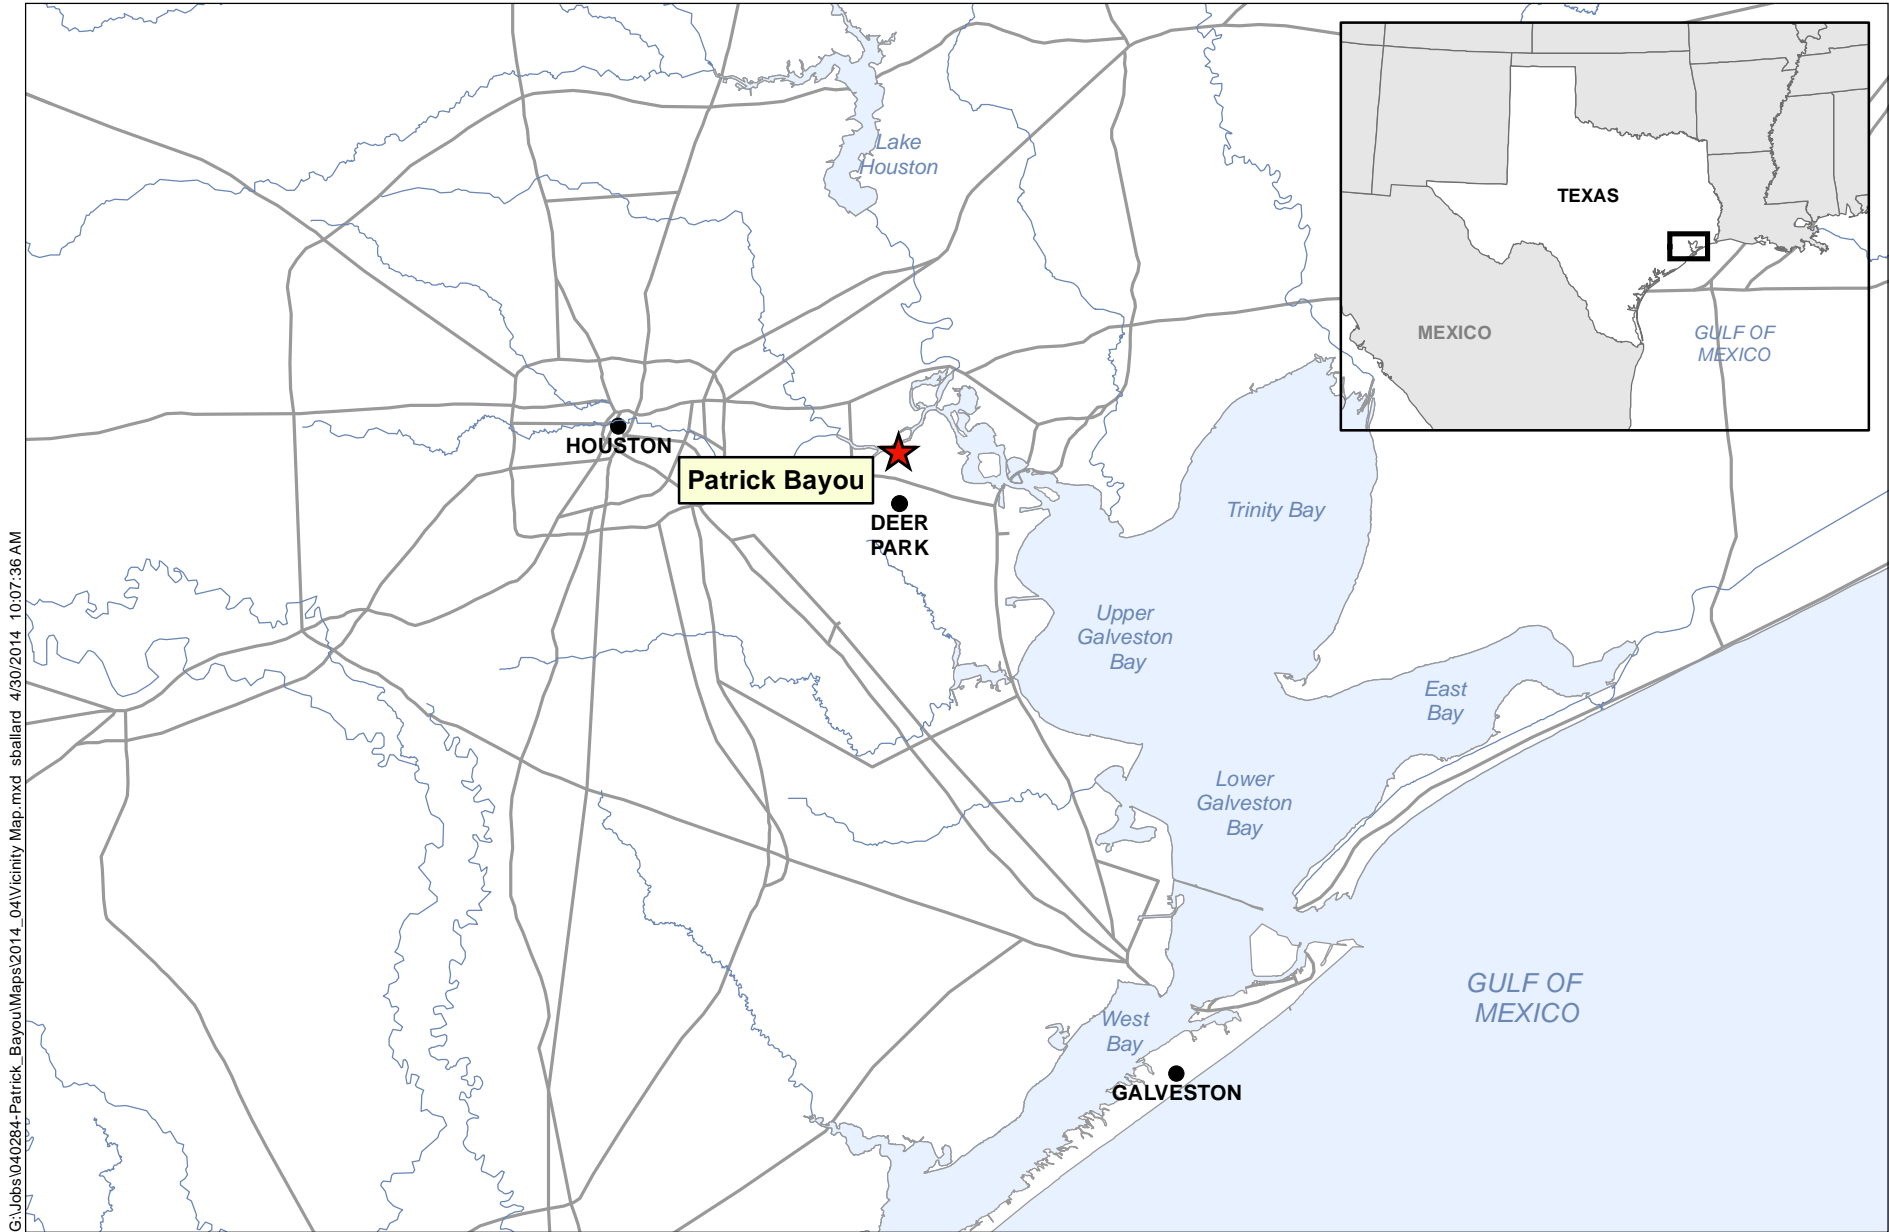 Lake
Houston
TEXAS
MEXICO
GULF OF
MEXICO
HOUSTON
Patrick Bayou
DEER
PARK
Trinity Bay
Upper
Galveston
Bay
East
Bay
Lower
Galveston
Bay
GULF OF
MEXICO
West
Bay
GALVESTON
G:\Jobs\040284-Patrick_Bayou\Maps\2014_04\Vicinity Map.mxd sballard 4/30/2014 10:07:36 AM